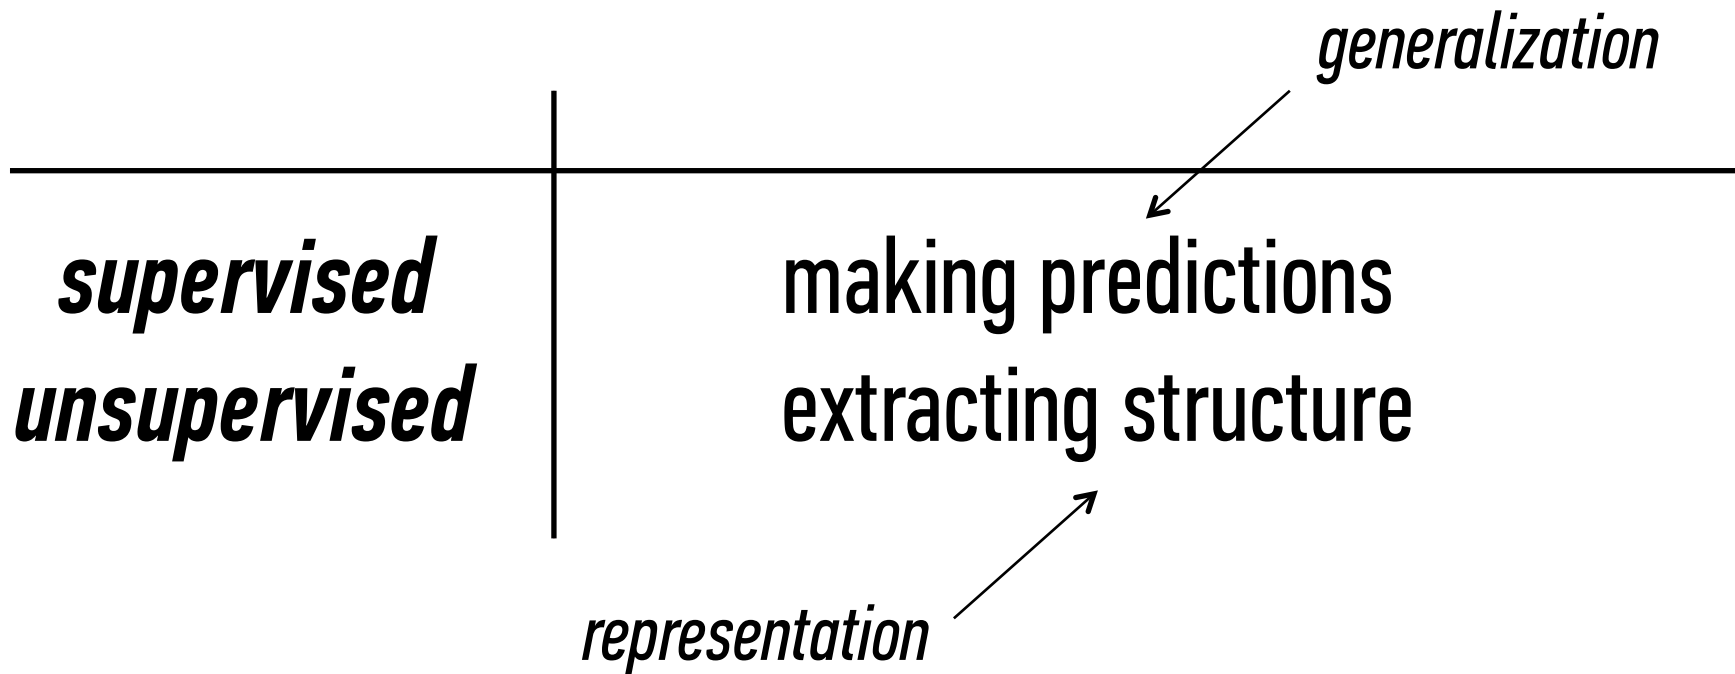 generalization
supervised making predictions
unsupervised extracting structure
representation